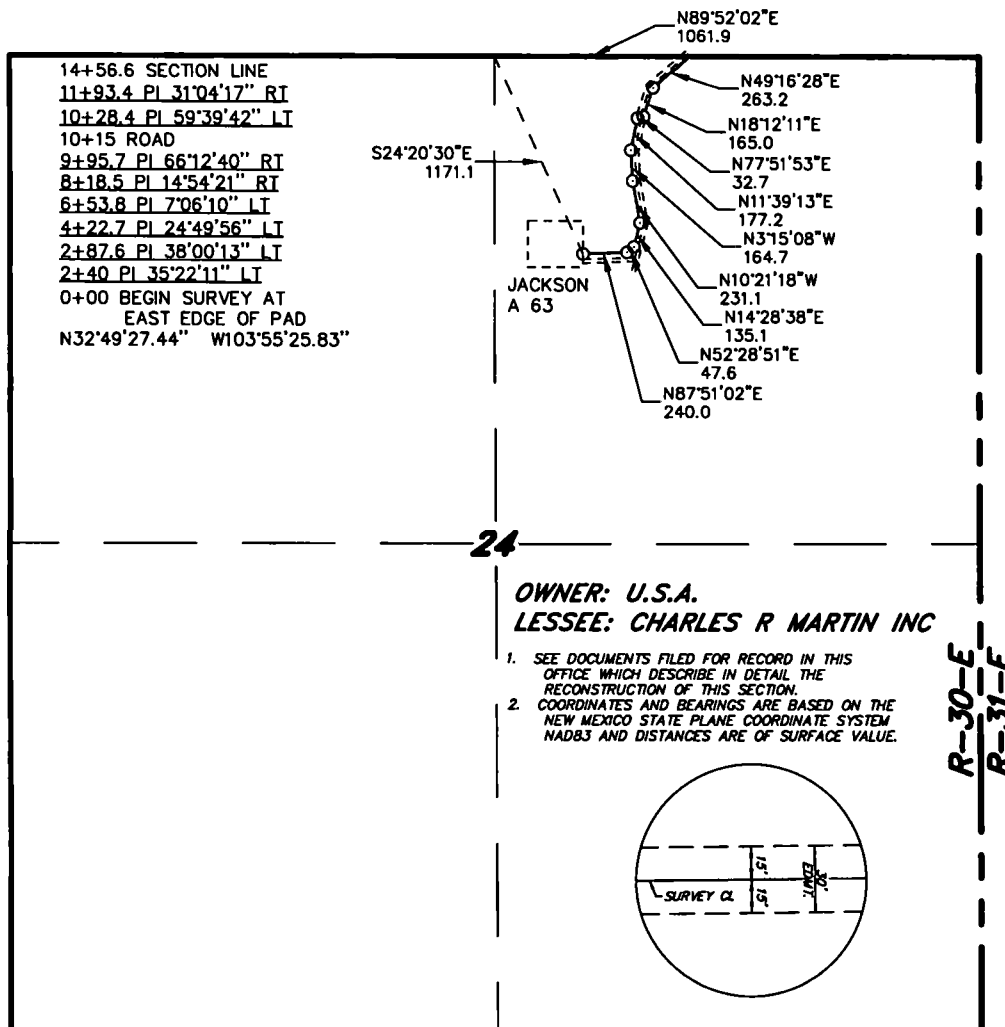 N89°52'02"E
1061.9
14+56.6 SECTION LINE
11+93.4 PI 31°04'17" RT
10+28.4 PI 59°39'42" LT
10+15 ROAD
9+95.7 PI 66°12'40" RT
8+18.5 PI 14°54'21" RT
6+53.8 PI 7°06'10" LT
4+22.7 PI 24°49'56" LT
2+87.6 PI 38°00'13" LT
2+40 PI 35°22'11" LT
0+00 BEGIN SURVEY AT
EAST EDGE OF PAD
N32°49'27.44" W103°55'25.83"
S24°20'30"E
1171.1
N49°16'28"E
263.2
N18°12'11"E
165.0
N77°51'53"E
32.7
N11°39'13"E
177.2
N3°15'08"W
164.7
N10°21'18"W
231.1
N14°28'38"E
135.1
N52°28'51"E
47.6
N87°51'02"E
240.0
JACKSON
A 63
24
OWNER: U.S.A.
LESSEE: CHARLES R MARTIN INC
1. SEE DOCUMENTS FILED FOR RECORD IN THIS
OFFICE WHICH DESCRIBE IN DETAIL THE
RECONSTRUCTION OF THIS SECTION.
2. COORDINATES AND BEARINGS ARE BASED ON THE
NEW MEXICO STATE PLANE COORDINATE SYSTEM
NAD83 AND DISTANCES ARE OF SURFACE VALUE.
R-30-E
R-31-E
15'
15'
30'
ESMT.
SURVEY CL